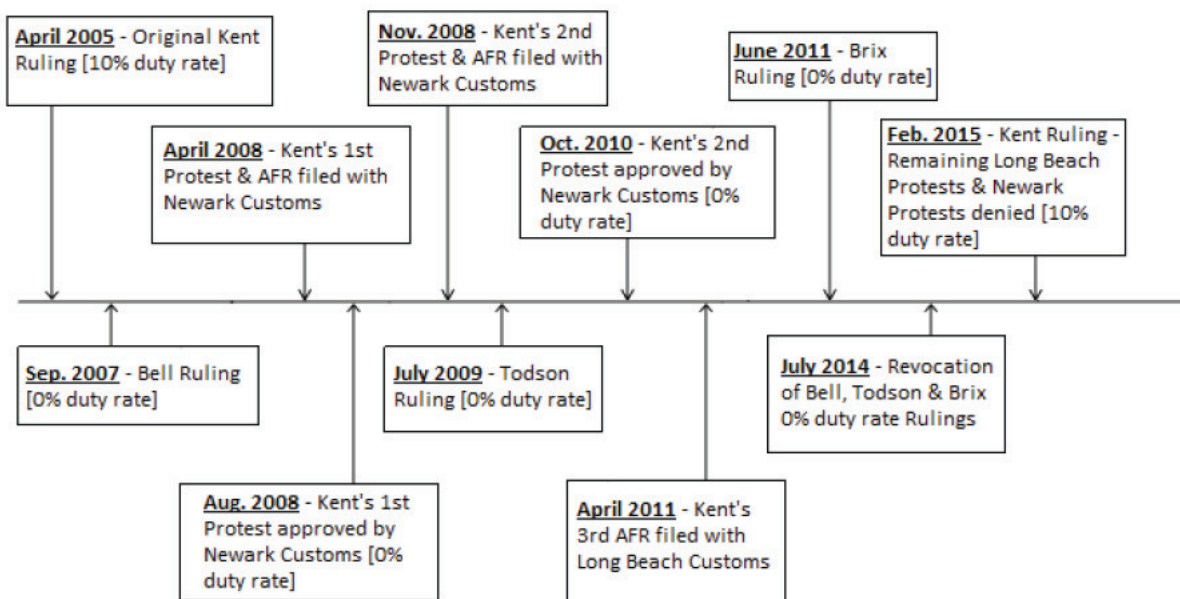 April 2005 - Original Kent
Ruling [10% duty rate]
Nov. 2008 - Kent's 2nd
Protest & AFR filed with
Newark Customs
June 2011 - Brix
Ruling [0% duty rate]
April 2008 - Kent's 1st
Protest & AFR filed with
Newark Customs
Oct. 2010 - Kent's 2nd
Protest approved by
Newark Customs [0%
duty rate]
Feb. 2015 - Kent Ruling -
Remaining Long Beach
Protests & Newark
Protests denied [10%
duty rate]
Sep. 2007 - Bell Ruling
[0% duty rate]
July 2009 - Todson
Ruling [0% duty rate]
July 2014 - Revocation
of Bell, Todson & Brix
0% duty rate Rulings
Aug. 2008 - Kent's 1st
Protest approved by
Newark Customs [0%
duty rate]
April 2011 - Kent's
3rd AFR filed with
Long Beach Customs